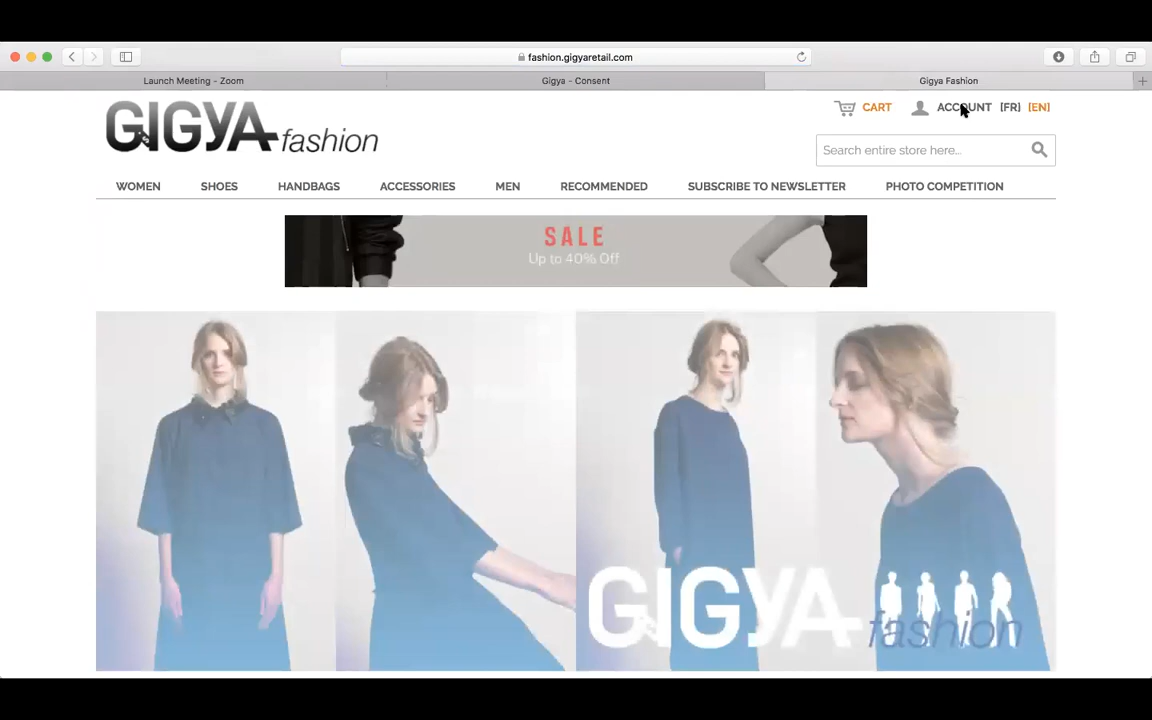 fashion.gigyaretail.com
Launch Meeting - Zoom
Gigya - Consent
Gigya Fashion
GIGYA fashion
CART
ACCOUNT [FR] [EN]
Search entire store here...
WOMEN SHOES HANDBAGS ACCESSORIES MEN RECOMMENDED SUBSCRIBE TO NEWSLETTER PHOTO COMPETITION
SALE
Up to 40% Off
GIGYA fashion